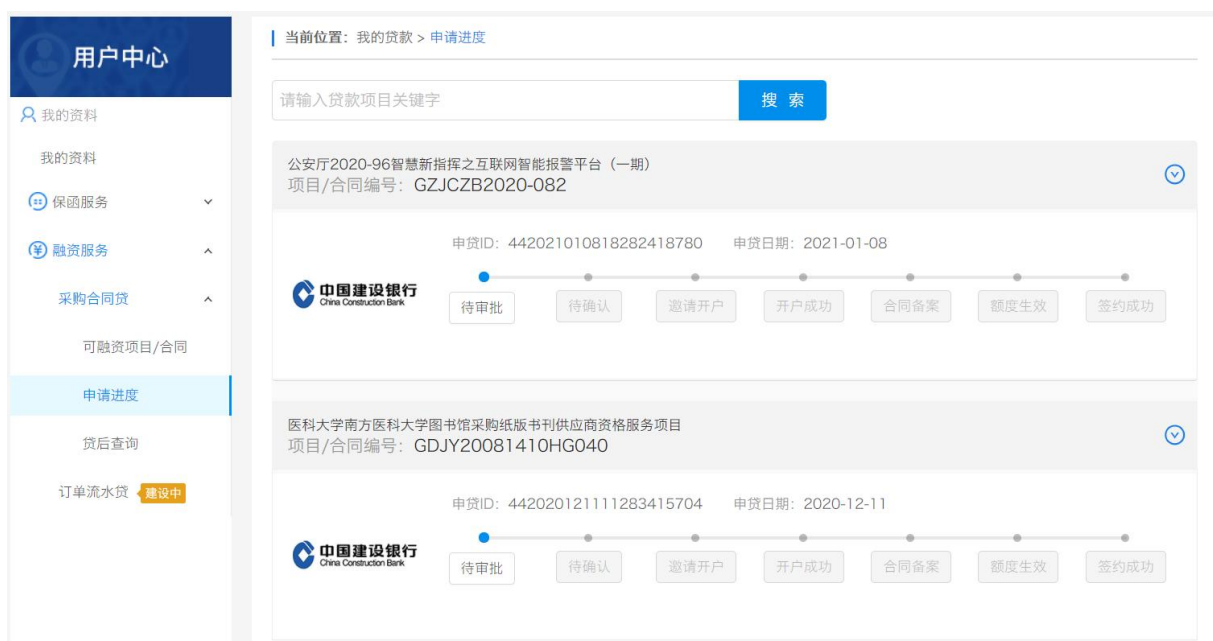 用户中心
我的资料
我的资料
保函服务
融资服务
采购合同贷
可融资项目/合同
申请进度
贷后查询
订单流水贷 建设中
当前位置：我的贷款 > 申请进度
请输入贷款项目关键字 搜 索
公安厅2020-96智慧新指挥之互联网智能报警平台（一期）
项目/合同编号：GZJCZB2020-082
申贷ID：442021010818282418780 申贷日期：2021-01-08
中国建设银行
China Construction Bank
待审批 待确认 邀请开户 开户成功 合同备案 额度生效 签约成功
医科大学南方医科大学图书馆采购纸版书刊供应商资格服务项目
项目/合同编号：GDJY20081410HG040
申贷ID：442020121111283415704 申贷日期：2020-12-11
中国建设银行
China Construction Bank
待审批 待确认 邀请开户 开户成功 合同备案 额度生效 签约成功